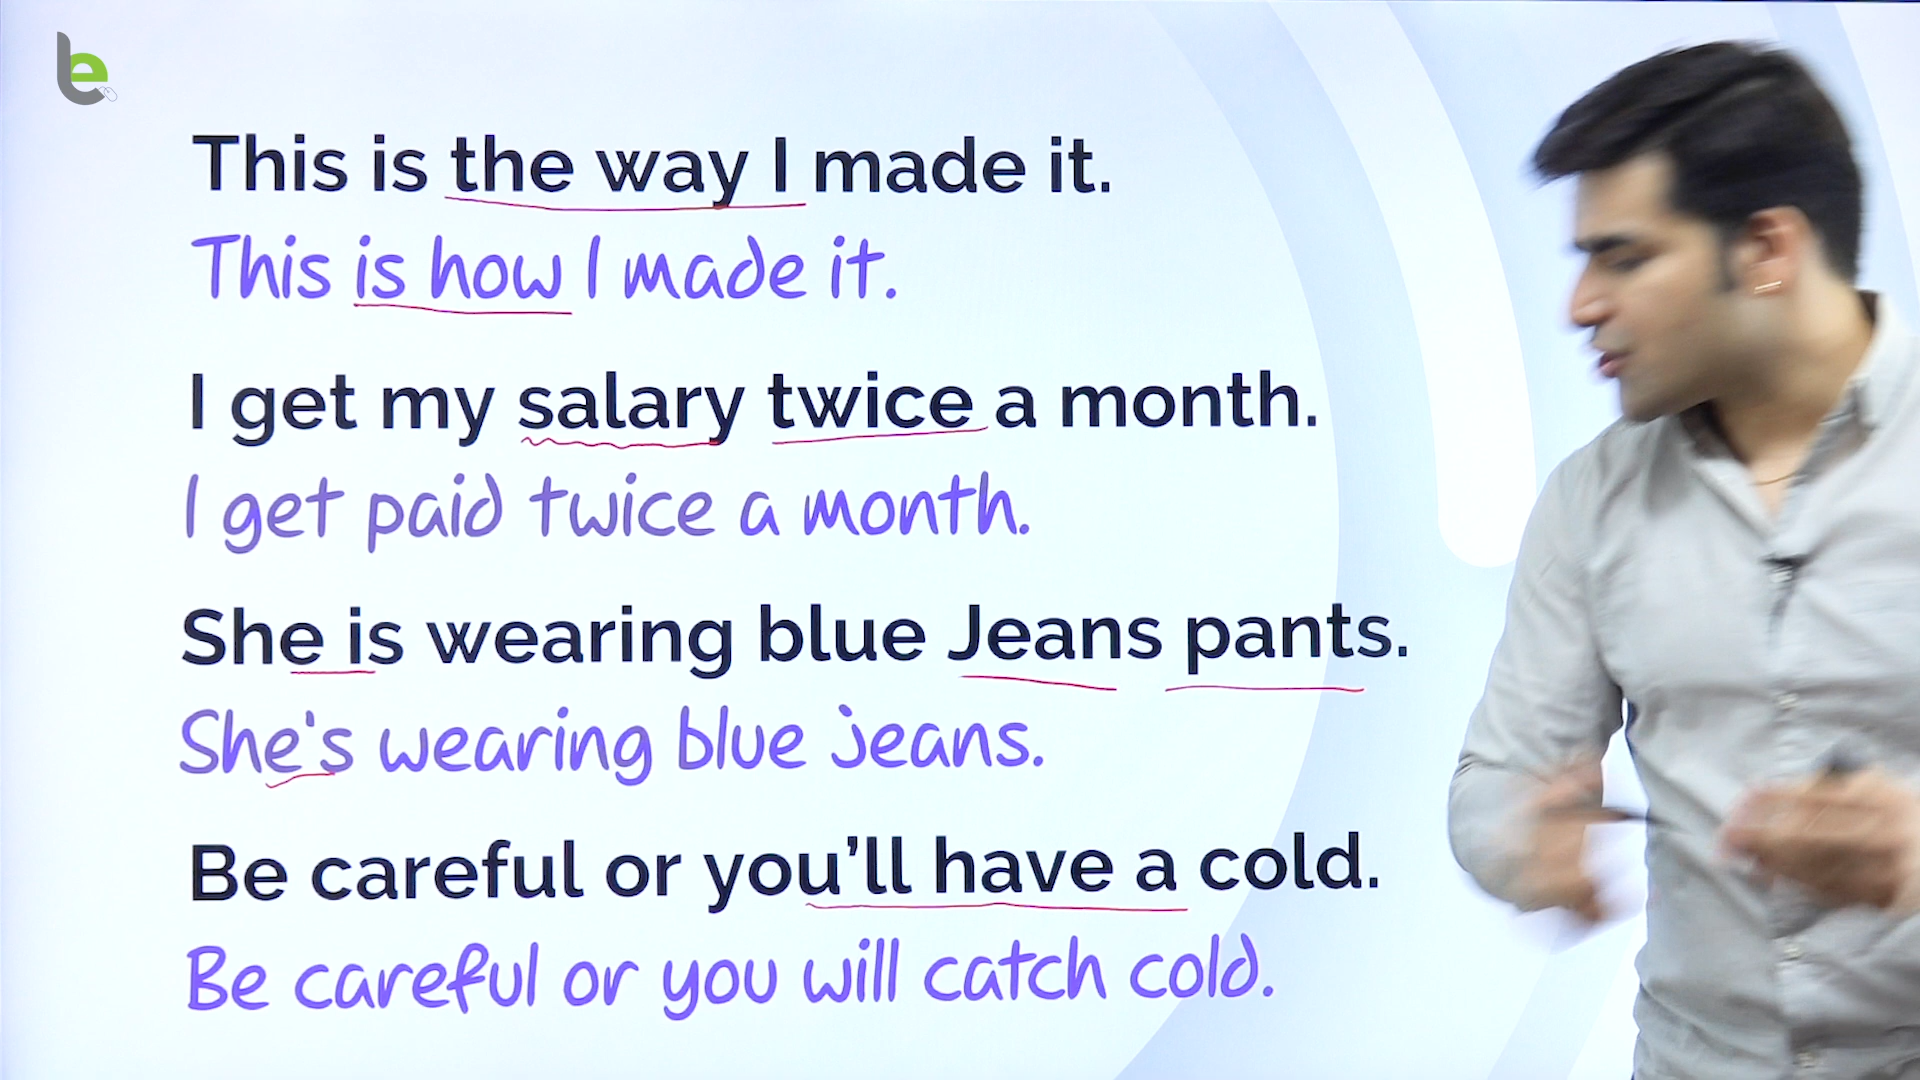 be
This is the way I made it.
This is how I made it.
I get my salary twice a month.
I get paid twice a month.
She is wearing blue Jeans pants.
She's wearing blue jeans.
Be careful or you'll have a cold.
Be careful or you will catch cold.